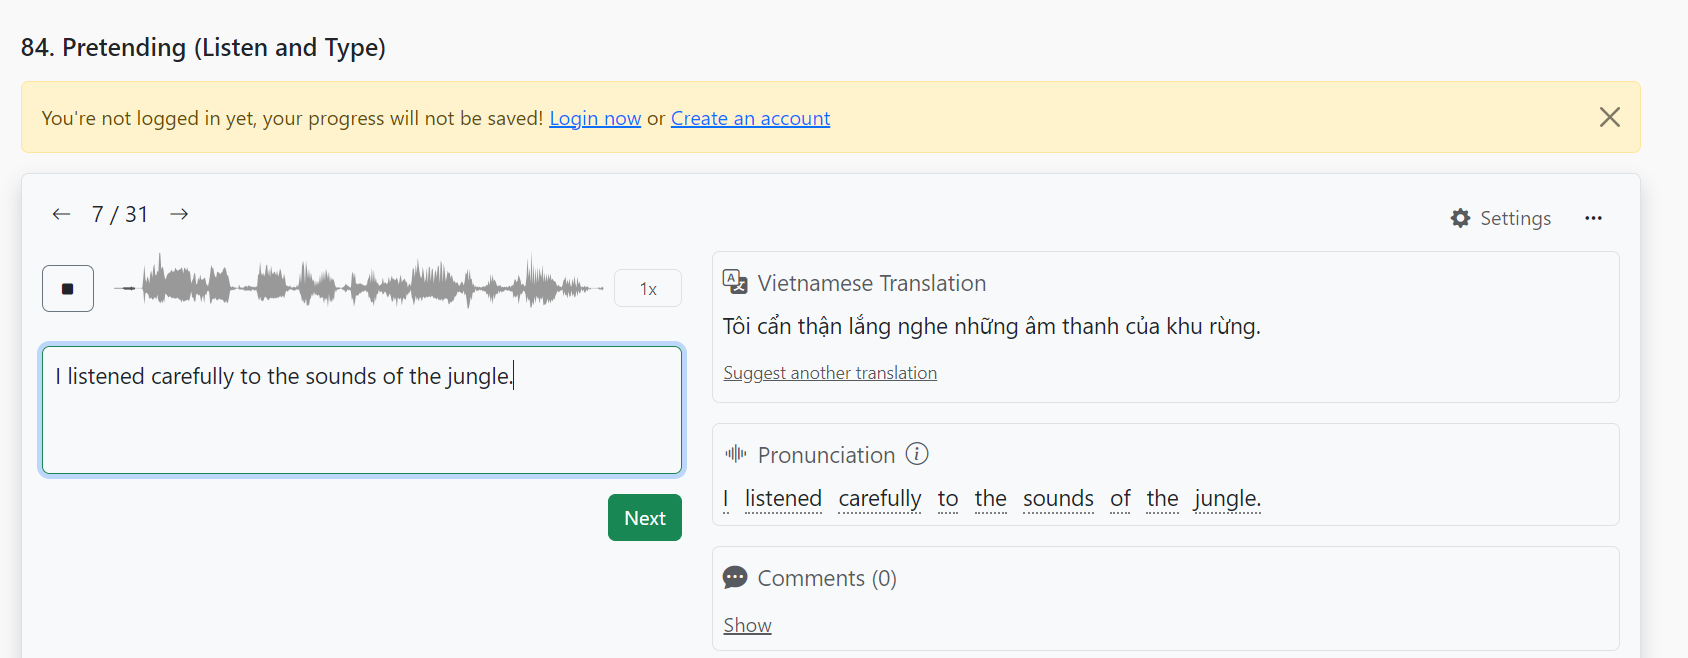 84. Pretending (Listen and Type)
You're not logged in yet, your progress will not be saved! Login now or Create an account
7 / 31
Settings
1x
I listened carefully to the sounds of the jungle.
Next
Vietnamese Translation
Tôi cẩn thận lắng nghe những âm thanh của khu rừng.
Suggest another translation
Pronunciation
I listened carefully to the sounds of the jungle.
Comments (0)
Show